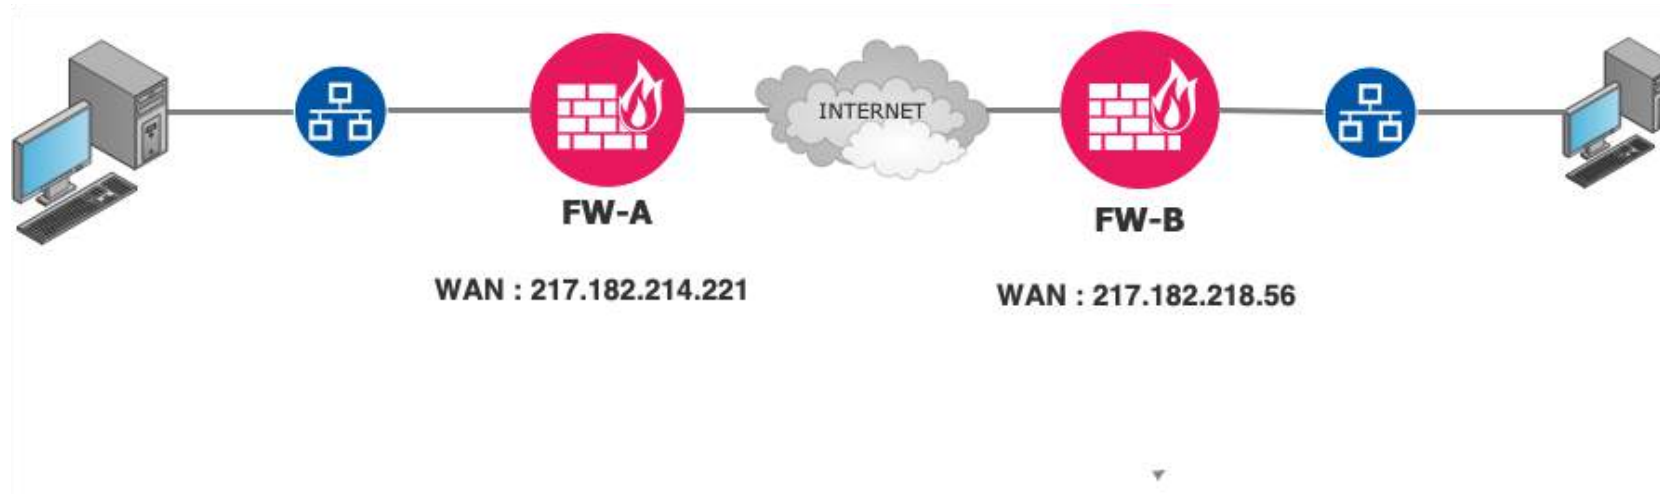 INTERNET
FW-A
FW-B
WAN : 217.182.214.221
WAN : 217.182.218.56